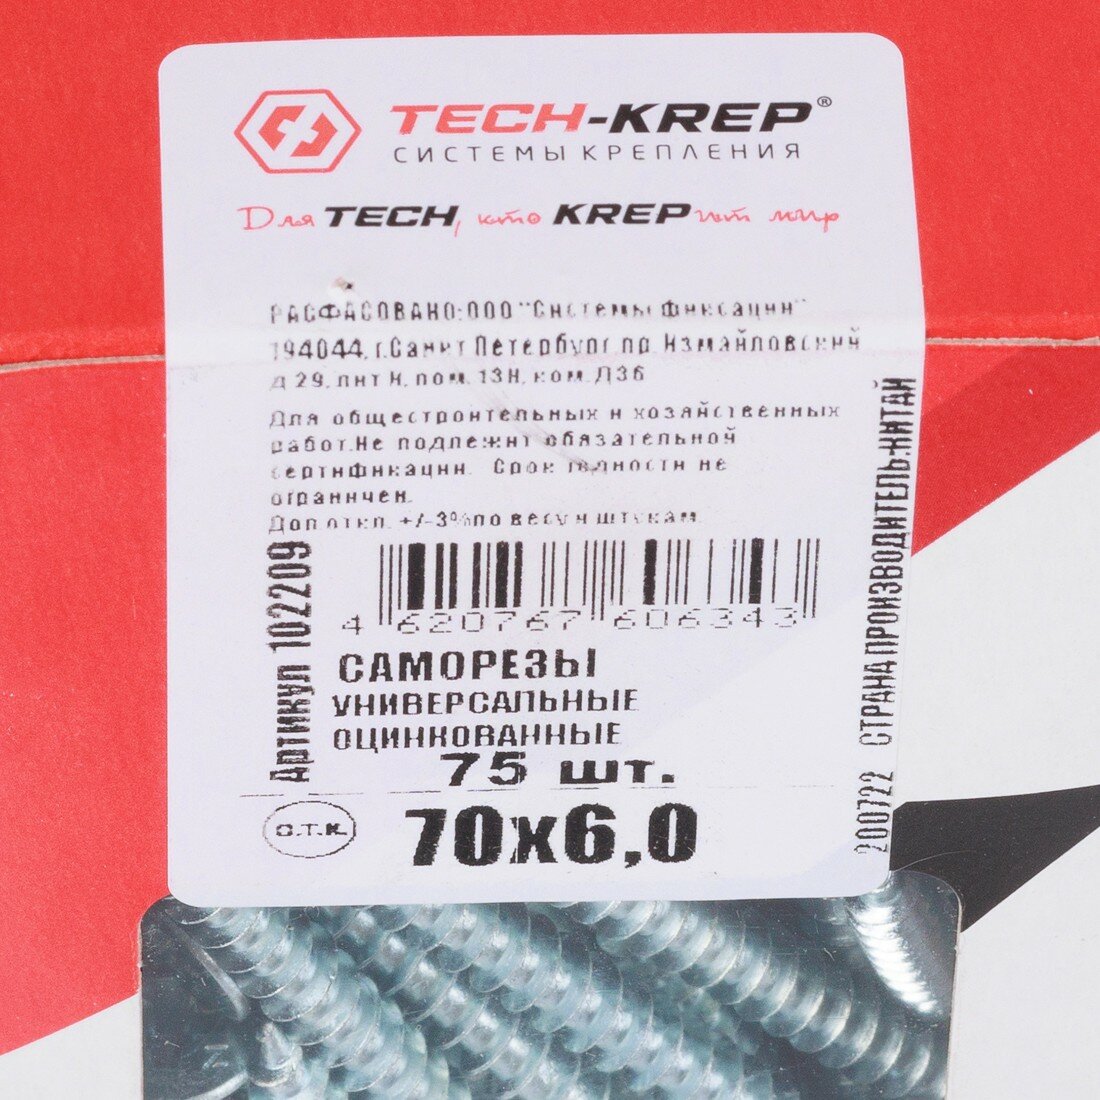 TECH-KREP®
СИСТЕМЫ КРЕПЛЕНИЯ
Для TECH, кто KREPит мир
РАСФАСОВАНО:ООО "Системы Фиксации"
194044, г.Санкт Петербург пр. Измайловский
д 29, лит Н, пом. 13Н, ком. Д36
Для общестроительных и хозяйственных
работ.Не подлежит обязательной
сертификации. Срок годности не
ограничен.
Доп откл. +/-3% по весу и штукам
4 620767 606343
Артикул 102209
САМОРЕЗЫ
УНИВЕРСАЛЬНЫЕ
ОЦИНКОВАННЫЕ
75 шт.
О.Т.К.
70х6,0
200722 СТРАНА ПРОИЗВОДИТЕЛЬ:КИТАЙ